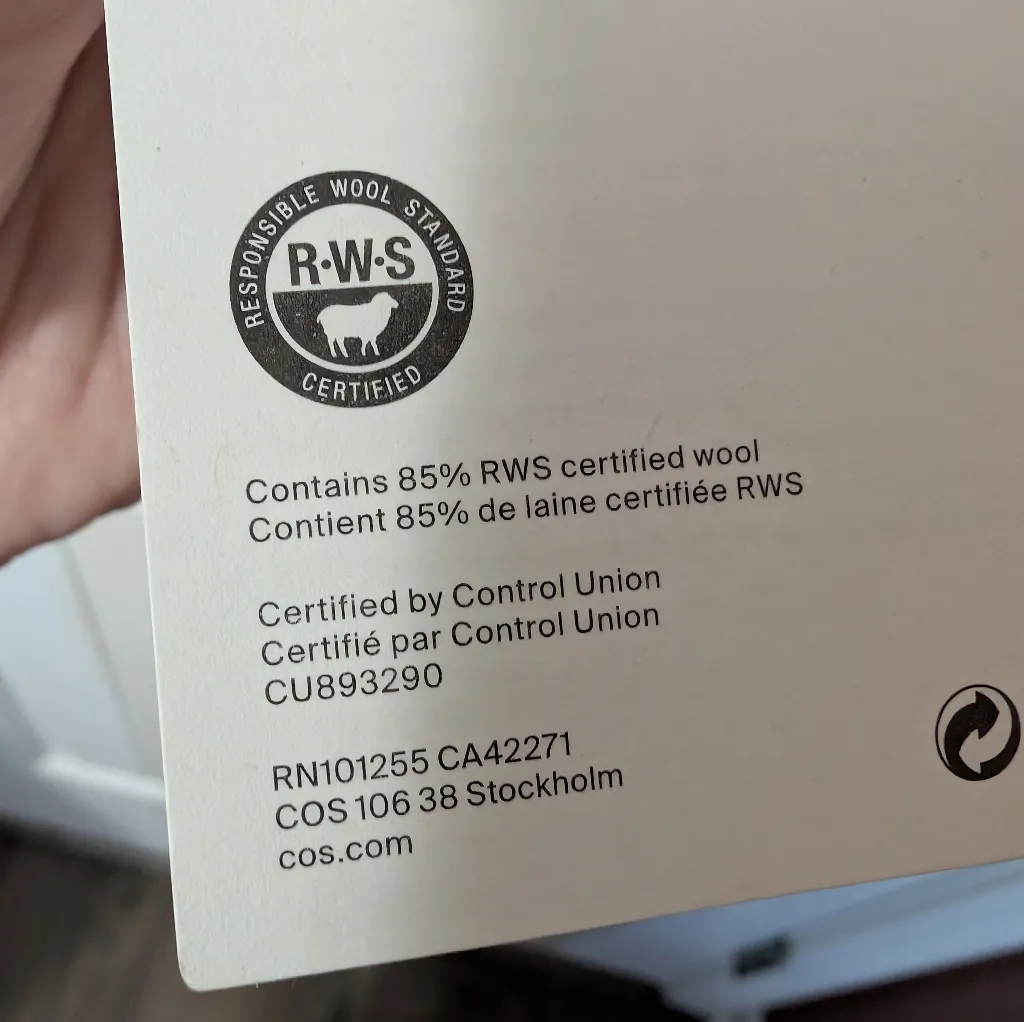 RESPONSIBLE WOOL STANDARD
R·W·S
CERTIFIED
Contains 85% RWS certified wool
Contient 85% de laine certifiée RWS
Certified by Control Union
Certifié par Control Union
CU893290
RN101255 CA42271
COS 106 38 Stockholm
cos.com